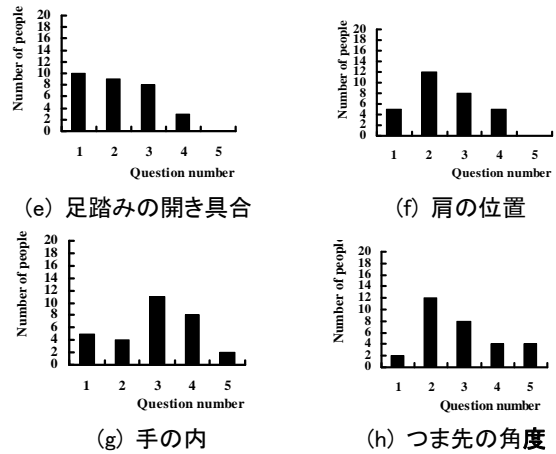 Number of people
20
18
16
14
12
10
8
6
4
2
0
1 2 3 4 5
Question number
(e) 足踏みの開き具合
Number of people
20
18
16
14
12
10
8
6
4
2
0
1 2 3 4 5
Question number
(f) 肩の位置
Number of people
20
18
16
14
12
10
8
6
4
2
0
1 2 3 4 5
Question number
(g) 手の内
Number of people
20
18
16
14
12
10
8
6
4
2
0
1 2 3 4 5
Question number
(h) つま先の角度